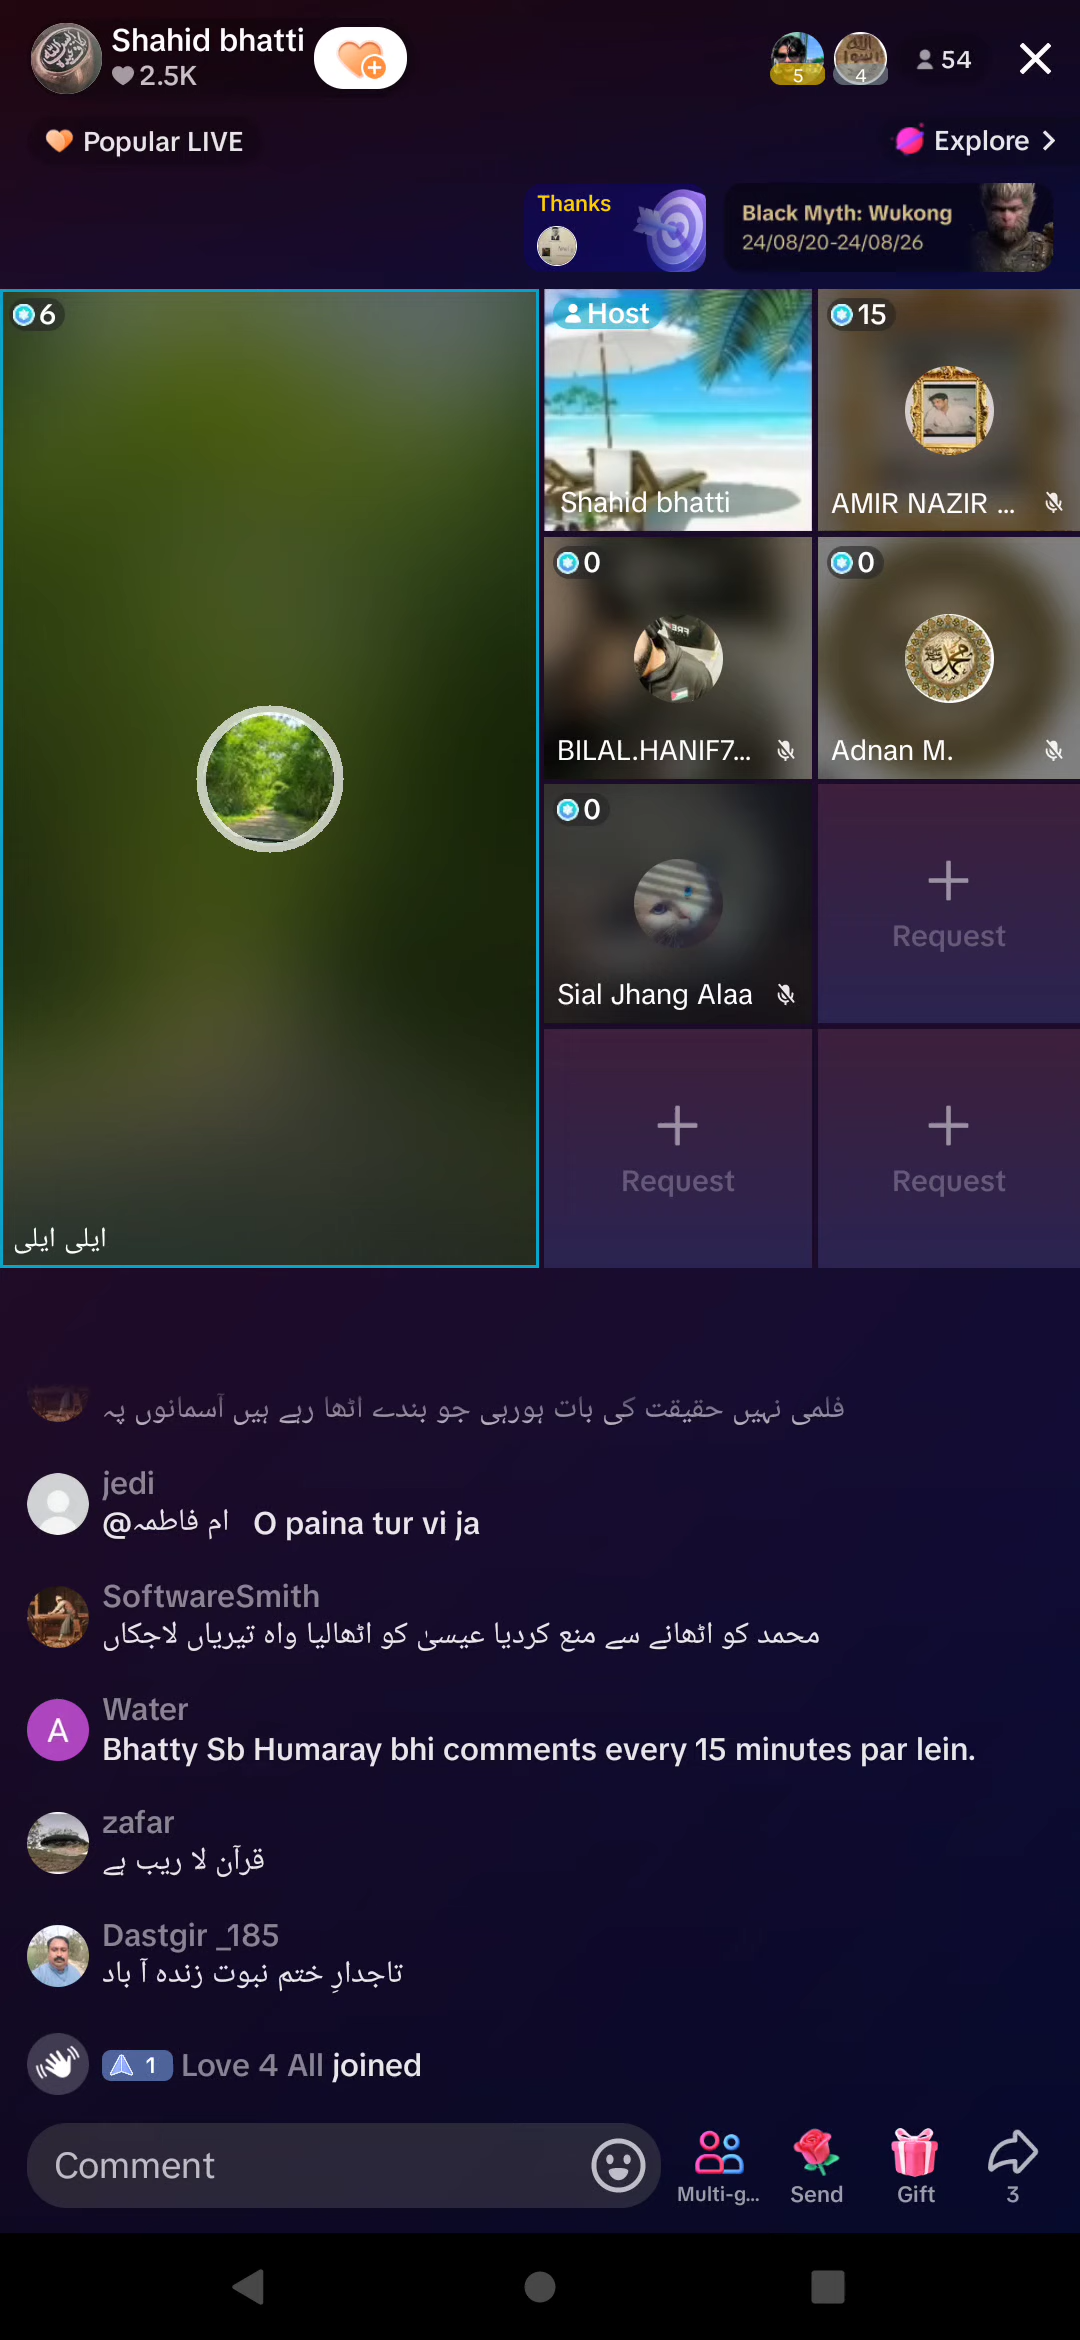 Shahid bhatti
2.5K
5
4
54
Popular LIVE
Explore
Thanks
Black Myth: Wukong
24/08/20-24/08/26
6
ایلی ایلی
Host
Shahid bhatti
15
AMIR NAZIR ...
0
BILAL.HANIF7...
0
Adnan M.
0
Sial Jhang Alaa
Request
Request
Request
فلمی نہیں حقیقت کی بات ہورہی جو بندے اٹھا رہے ہیں آسمانوں پہ
jedi
@ام فاطمہ O paina tur vi ja
SoftwareSmith
محمد کو اٹھانے سے منع کردیا عیسیٰ کو اٹھالیا واہ تیریاں لاجکاں
A
Water
Bhatty Sb Humaray bhi comments every 15 minutes par lein.
zafar
قرآن لا ریب ہے
Dastgir _185
تاجدارِ ختم نبوت زندہ آ باد
1 Love 4 All joined
Comment
Multi-g...
Send
Gift
3